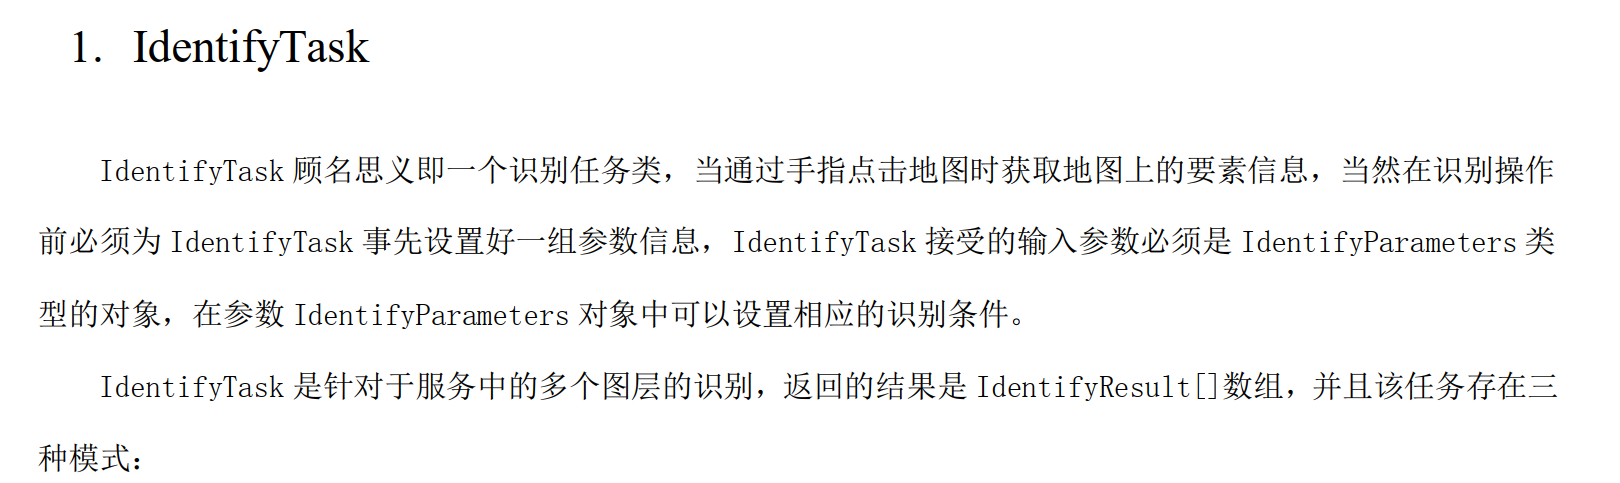 1. IdentifyTask
IdentifyTask 顾名思义即一个识别任务类，当通过手指点击地图时获取地图上的要素信息，当然在识别操作
前必须为 IdentifyTask 事先设置好一组参数信息，IdentifyTask 接受的输入参数必须是 IdentifyParameters 类
型的对象，在参数 IdentifyParameters 对象中可以设置相应的识别条件。
IdentifyTask 是针对于服务中的多个图层的识别，返回的结果是 IdentifyResult[]数组，并且该任务存在三
种模式：